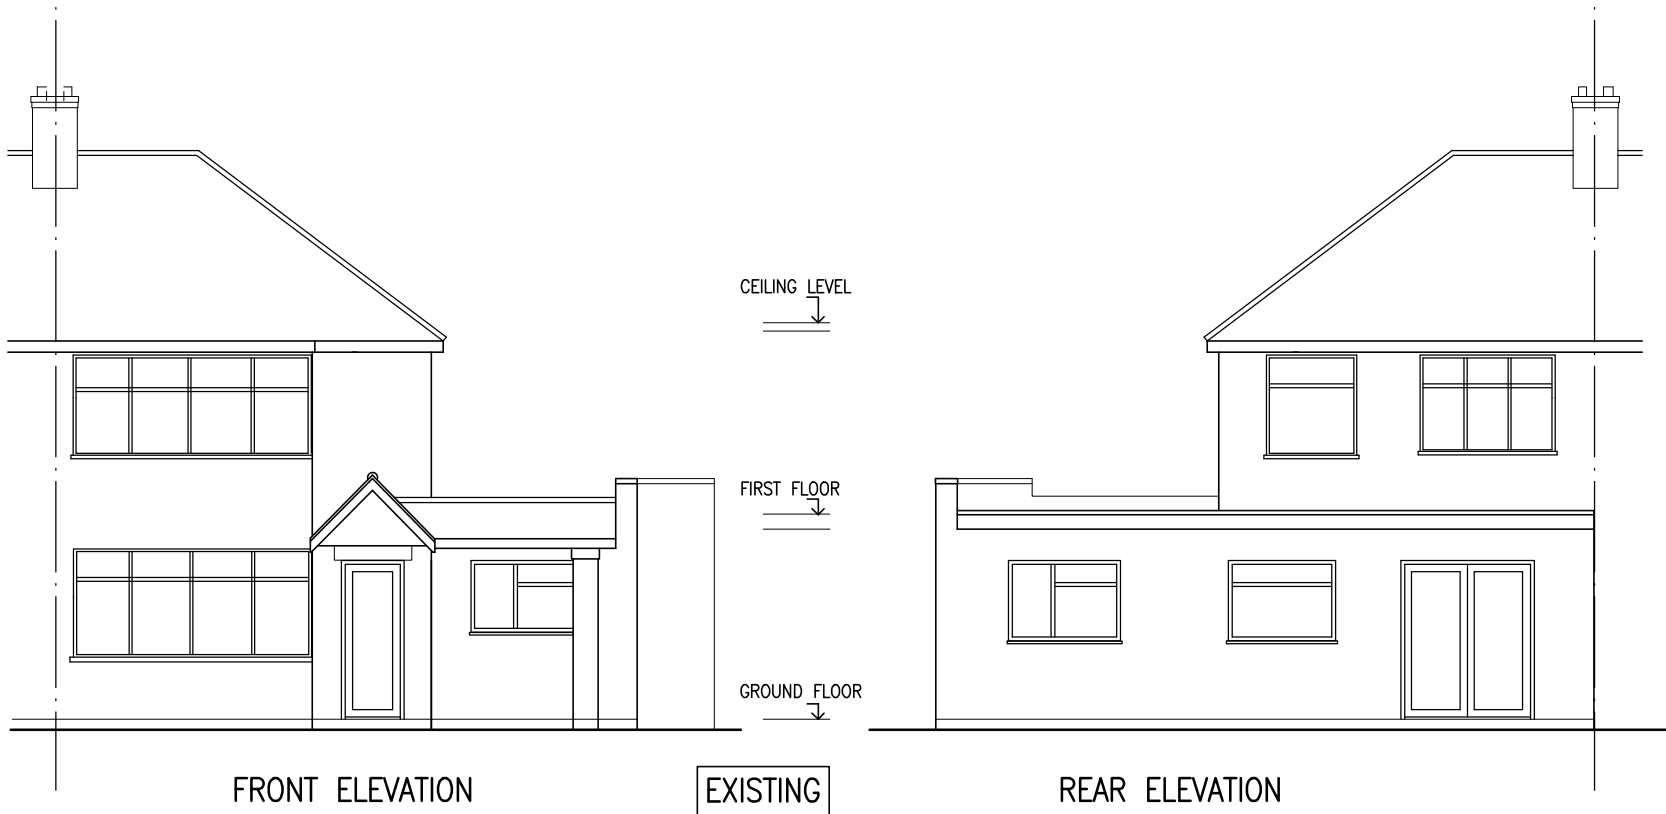 CEILING LEVEL
FIRST FLOOR
GROUND FLOOR
FRONT ELEVATION
EXISTING
REAR ELEVATION